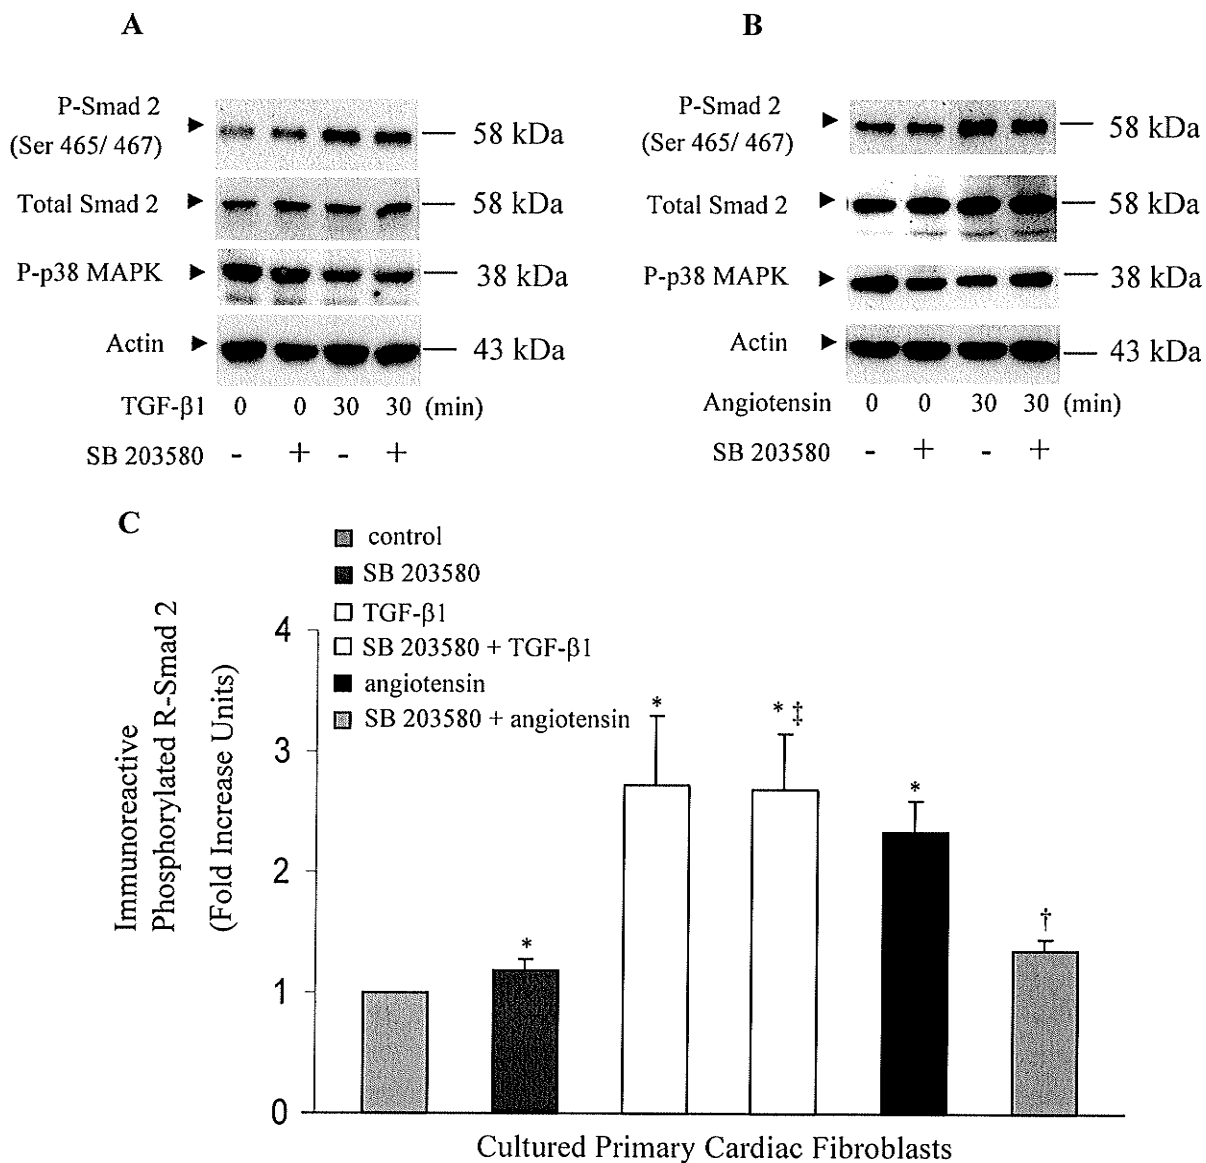 A
P-Smad 2
(Ser 465/ 467)
58 kDa
Total Smad 2
58 kDa
P-p38 MAPK
38 kDa
Actin
43 kDa
TGF-β1 0 0 30 30 (min)
SB 203580 - + - +
B
P-Smad 2
(Ser 465/ 467)
58 kDa
Total Smad 2
58 kDa
P-p38 MAPK
38 kDa
Actin
43 kDa
Angiotensin 0 0 30 30 (min)
SB 203580 - + - +
C
control
SB 203580
TGF-β1
SB 203580 + TGF-β1
angiotensin
SB 203580 + angiotensin
Immunoreactive
Phosphorylated R-Smad 2
(Fold Increase Units)
4
3
2
1
0
*
*
* ‡
*
†
Cultured Primary Cardiac Fibroblasts